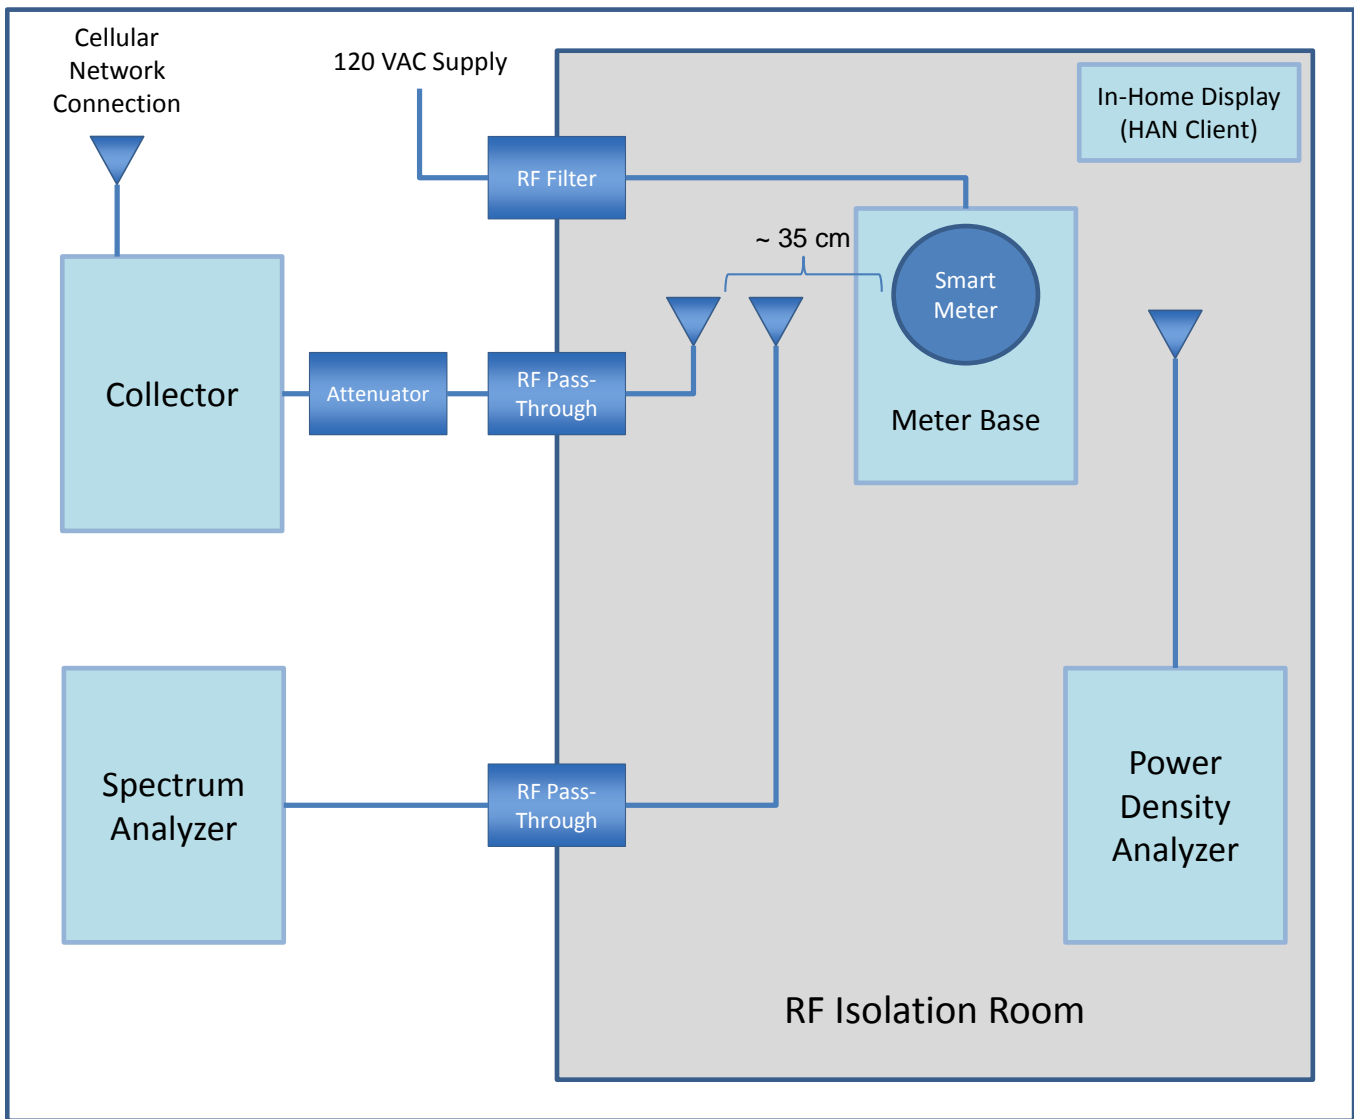 Cellular
Network
Connection
120 VAC Supply
In-Home Display
(HAN Client)
RF Filter
~ 35 cm
Smart
Meter
Collector
Attenuator
RF Pass-
Through
Meter Base
Spectrum
Analyzer
RF Pass-
Through
Power
Density
Analyzer
RF Isolation Room